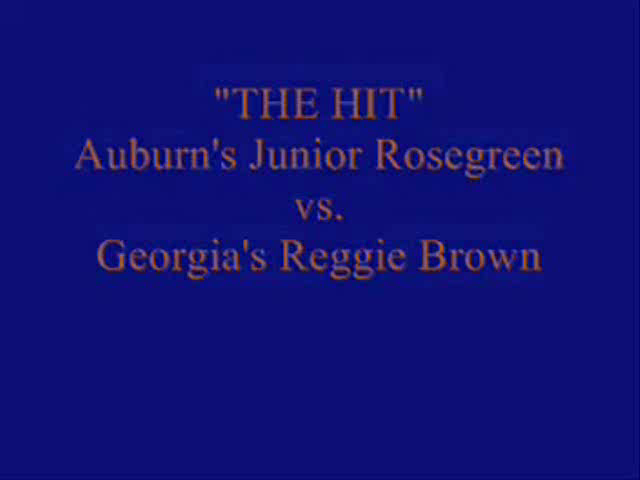 "THE HIT"
Auburn's Junior Rosegreen
vs.
Georgia's Reggie Brown